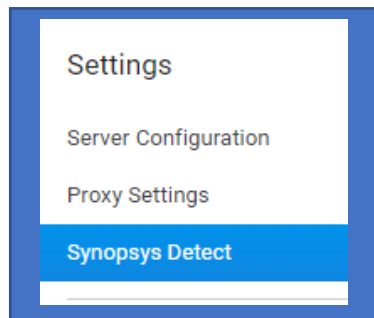 Settings
Server Configuration
Proxy Settings
Synopsys Detect